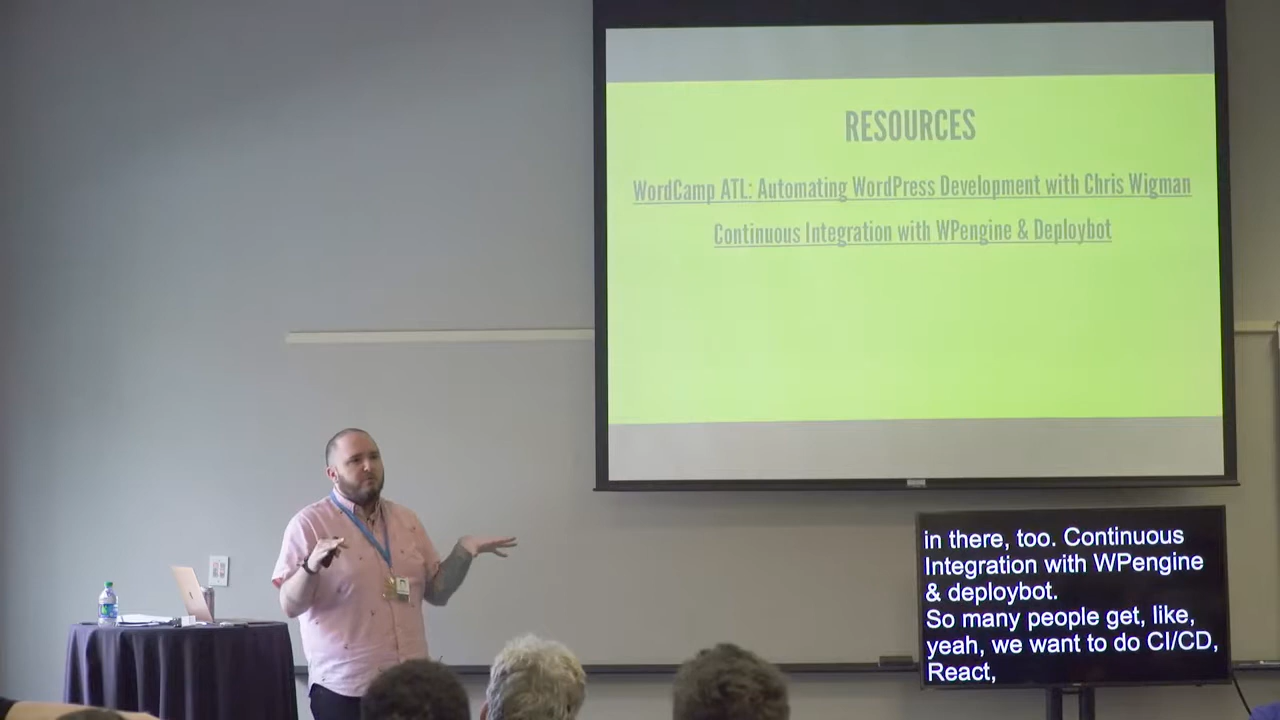 RESOURCES
WordCamp ATL: Automating WordPress Development with Chris Wigman
Continuous Integration with WPengine & Deploybot
in there, too. Continuous
Integration with WPengine
& deploybot.
So many people get, like,
yeah, we want to do CI/CD,
React,